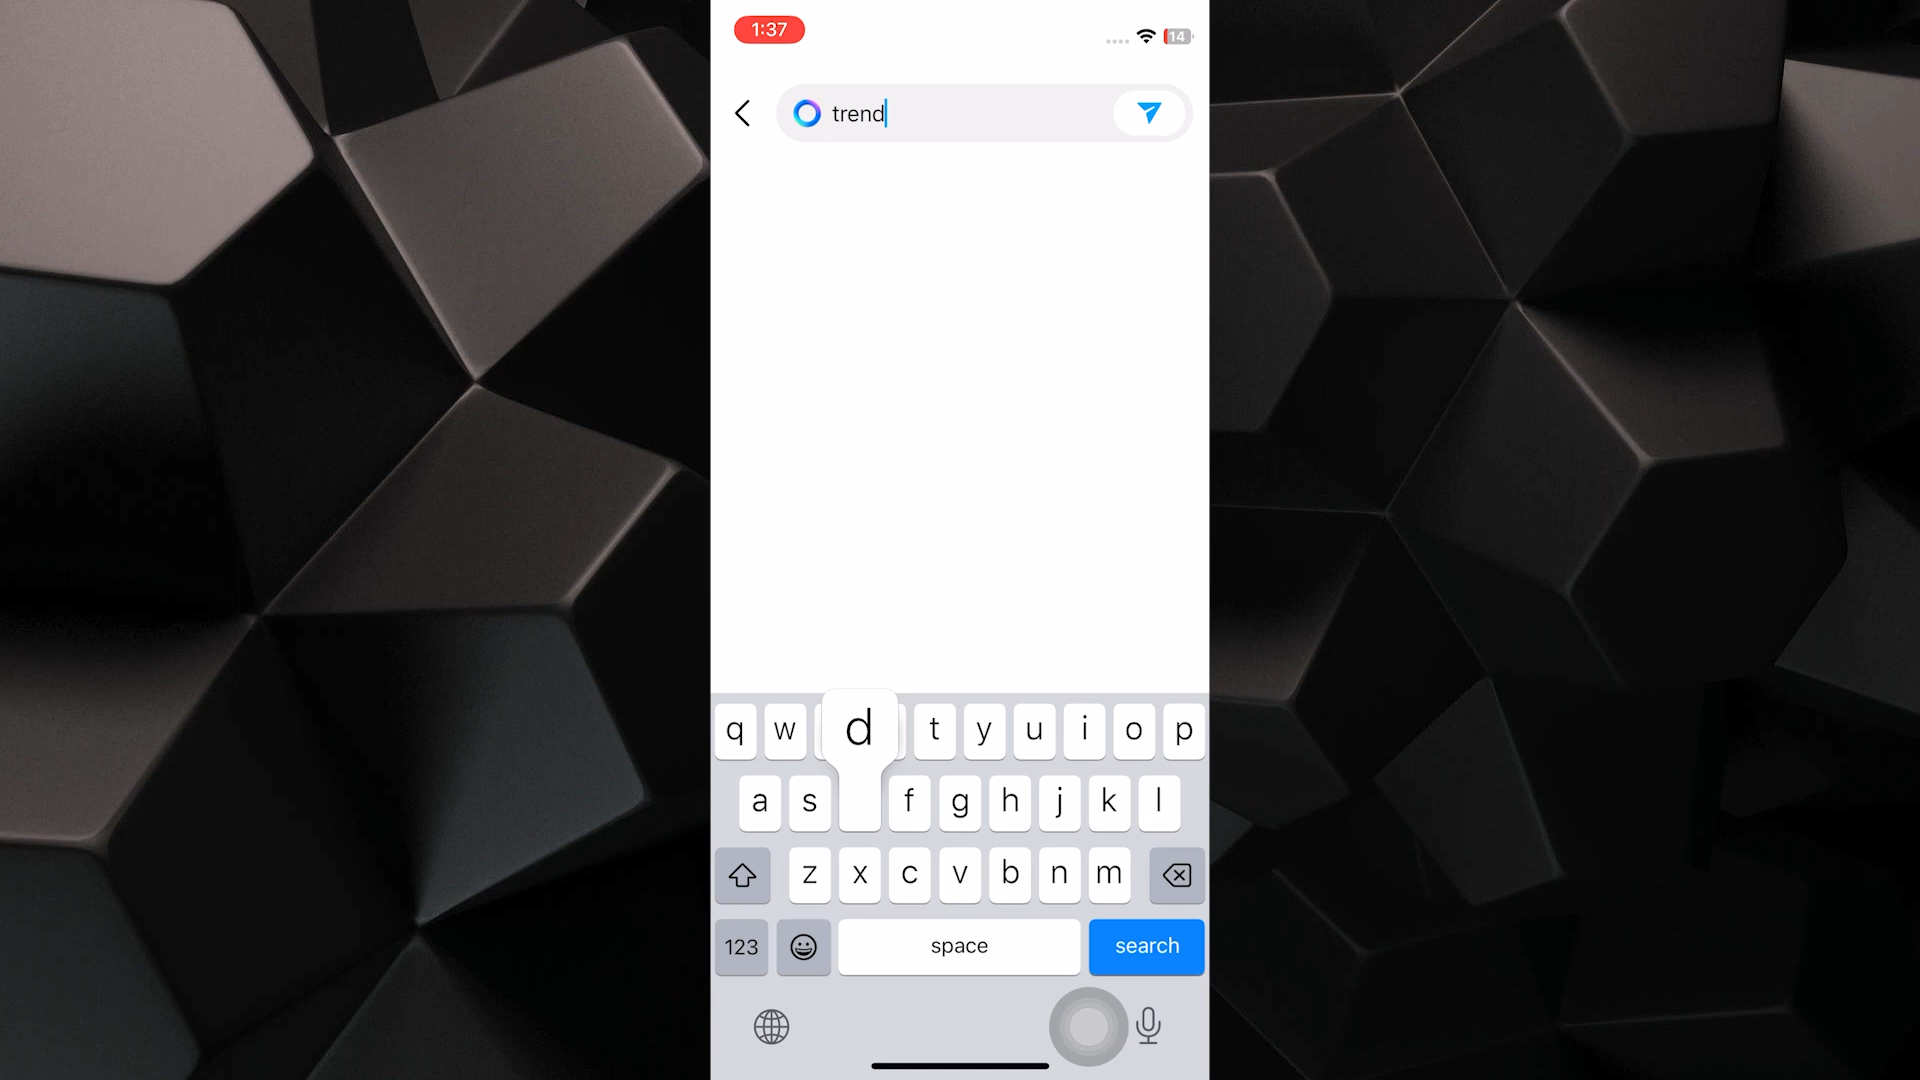 1:37
14
trend
q w d t y u i o p
a s f g h j k l
z x c v b n m
123 space search